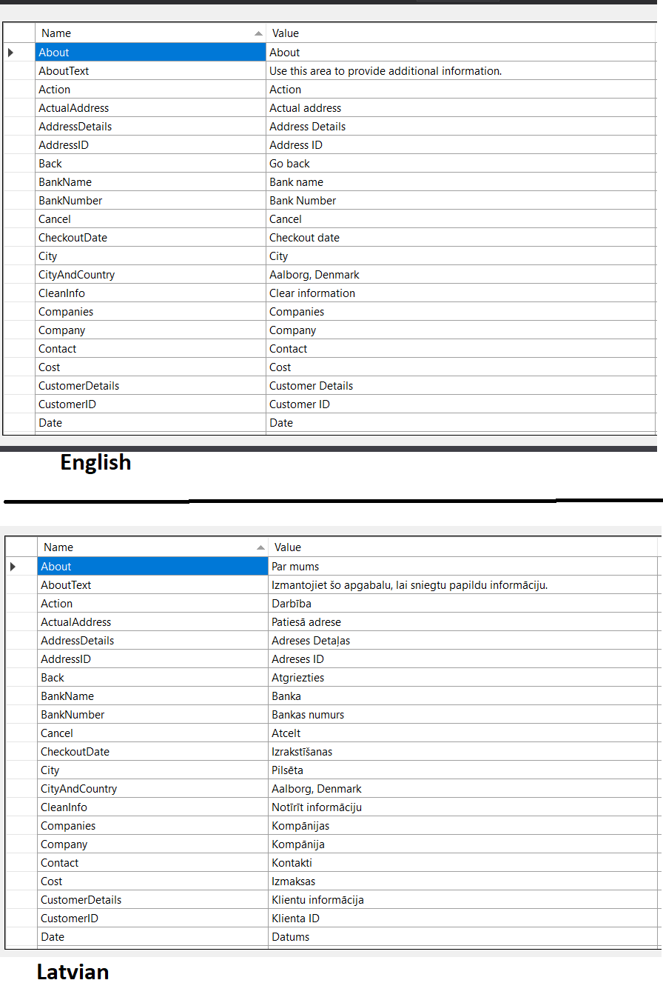 Name Value
About About
AboutText Use this area to provide additional information.
Action Action
ActualAddress Actual address
AddressDetails Address Details
AddressID Address ID
Back Go back
BankName Bank name
BankNumber Bank Number
Cancel Cancel
CheckoutDate Checkout date
City City
CityAndCountry Aalborg, Denmark
CleanInfo Clear information
Companies Companies
Company Company
Contact Contact
Cost Cost
CustomerDetails Customer Details
CustomerID Customer ID
Date Date
English
Name Value
About Par mums
AboutText Izmantojiet šo apgabalu, lai sniegtu papildu informāciju.
Action Darbība
ActualAddress Patiesā adrese
AddressDetails Adreses Detaļas
AddressID Adreses ID
Back Atgriezties
BankName Banka
BankNumber Bankas numurs
Cancel Atcelt
CheckoutDate Izrakstīšanas
City Pilsēta
CityAndCountry Aalborg, Denmark
CleanInfo Notīrīt informāciju
Companies Kompānijas
Company Kompānija
Contact Kontakti
Cost Izmaksas
CustomerDetails Klientu informācija
CustomerID Klienta ID
Date Datums
Latvian